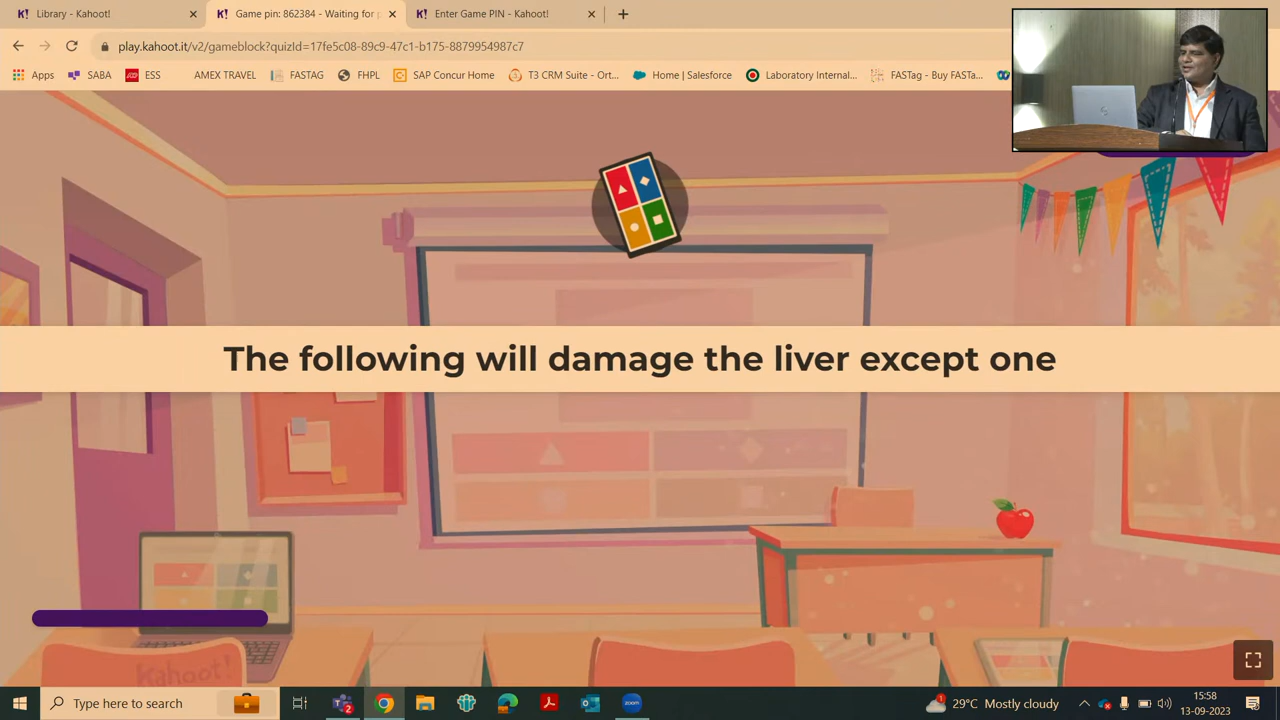 Library - Kahoot!
Game pin: 862384 - Waiting for p
Enter Game PIN - Kahoot!
play.kahoot.it/v2/gameblock?quizId=17fe5c08-89c9-47c1-b175-8879954987c7
Apps
SABA
ESS
AMEX TRAVEL
FASTAG
FHPL
SAP Concur Home
T3 CRM Suite - Ort...
Home | Salesforce
Laboratory Internal...
FASTag - Buy FASTa...
The following will damage the liver except one
Kahoot!
Type here to search
29°C Mostly cloudy
15:58
13-09-2023